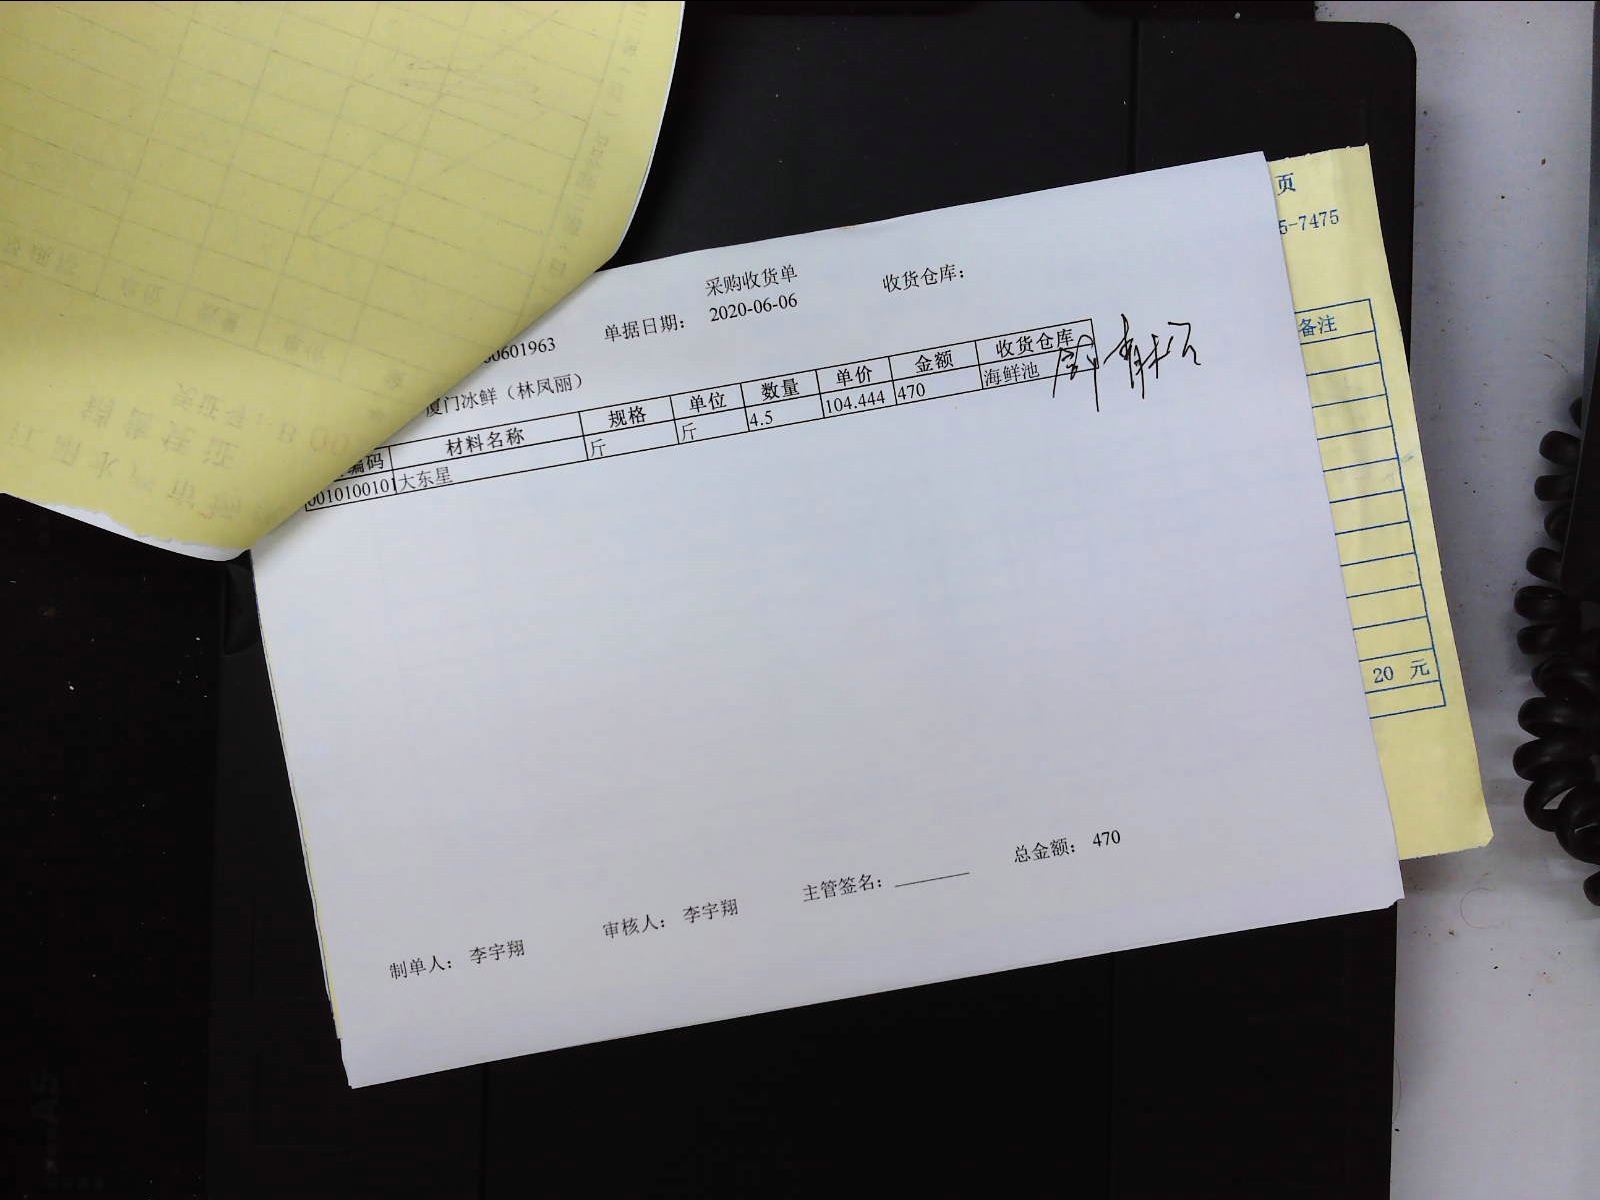 采购收货单
收货仓库：
单据日期： 2020-06-06
00601963
厦门冰鲜（林凤丽）
编码 材料名称 规格 单位 数量 单价 金额 收货仓库
0010100101 大东星 斤 斤 4.5 104.444 470 海鲜池
总金额： 470
主管签名：
审核人： 李宇翔
制单人： 李宇翔
页
5-7475
备注
20 元